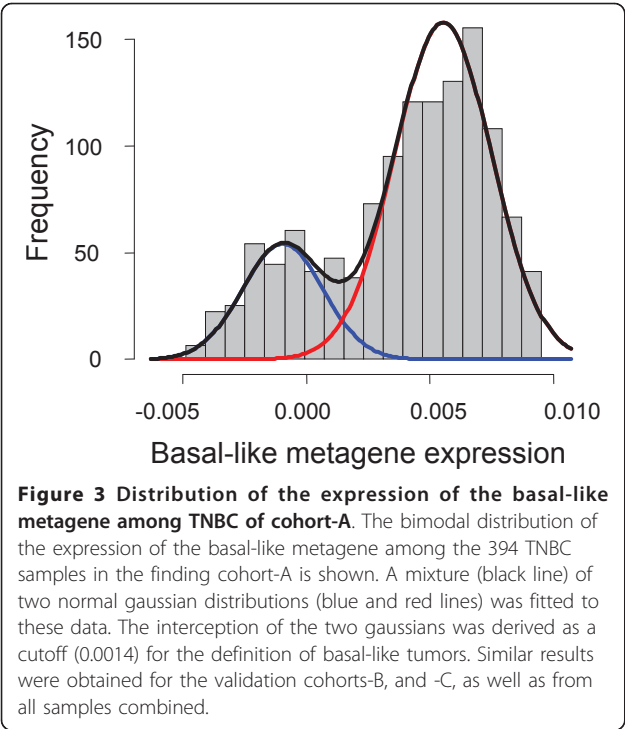 150
100
50
0
Frequency
-0.005 0.000 0.005 0.010
Basal-like metagene expression
Figure 3 Distribution of the expression of the basal-like
metagene among TNBC of cohort-A. The bimodal distribution of
the expression of the basal-like metagene among the 394 TNBC
samples in the finding cohort-A is shown. A mixture (black line) of
two normal gaussian distributions (blue and red lines) was fitted to
these data. The interception of the two gaussians was derived as a
cutoff (0.0014) for the definition of basal-like tumors. Similar results
were obtained for the validation cohorts-B, and -C, as well as from
all samples combined.